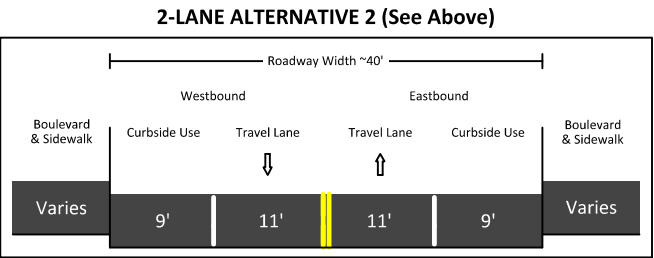 2-LANE ALTERNATIVE 2 (See Above)
Roadway Width ~40'
Westbound Eastbound
Boulevard & Sidewalk
Curbside Use Travel Lane Travel Lane Curbside Use
Boulevard & Sidewalk
Varies 9' 11' 11' 9' Varies